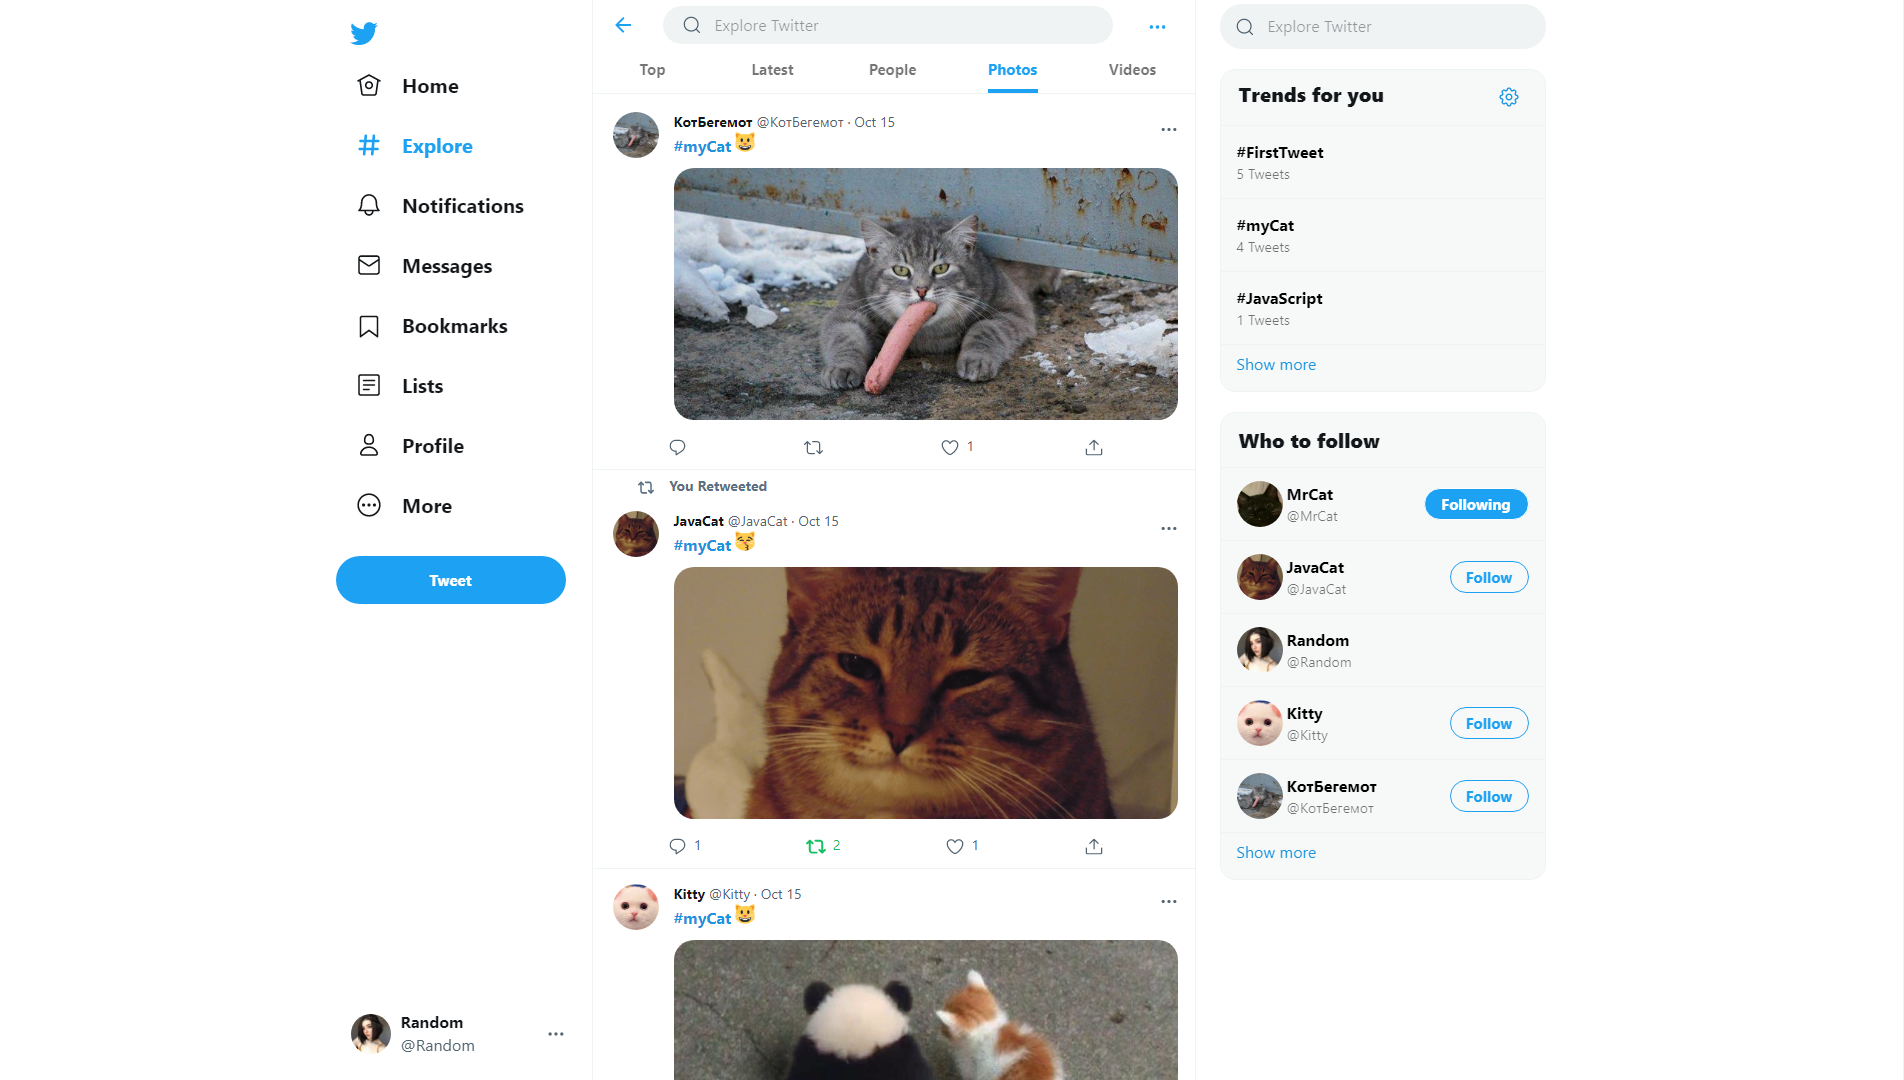 Home
Explore
Notifications
Messages
Bookmarks
Lists
Profile
More
Tweet
Random
@Random
Explore Twitter
Top
Latest
People
Photos
Videos
КотБегемот @КотБегемот · Oct 15
#myCat😺
1
You Retweeted
JavaCat @JavaCat · Oct 15
#myCat😽
1
2
1
Kitty @Kitty · Oct 15
#myCat😺
Explore Twitter
Trends for you
#FirstTweet
5 Tweets
#myCat
4 Tweets
#JavaScript
1 Tweets
Show more
Who to follow
MrCat
@MrCat
Following
JavaCat
@JavaCat
Follow
Random
@Random
Kitty
@Kitty
Follow
КотБегемот
@КотБегемот
Follow
Show more